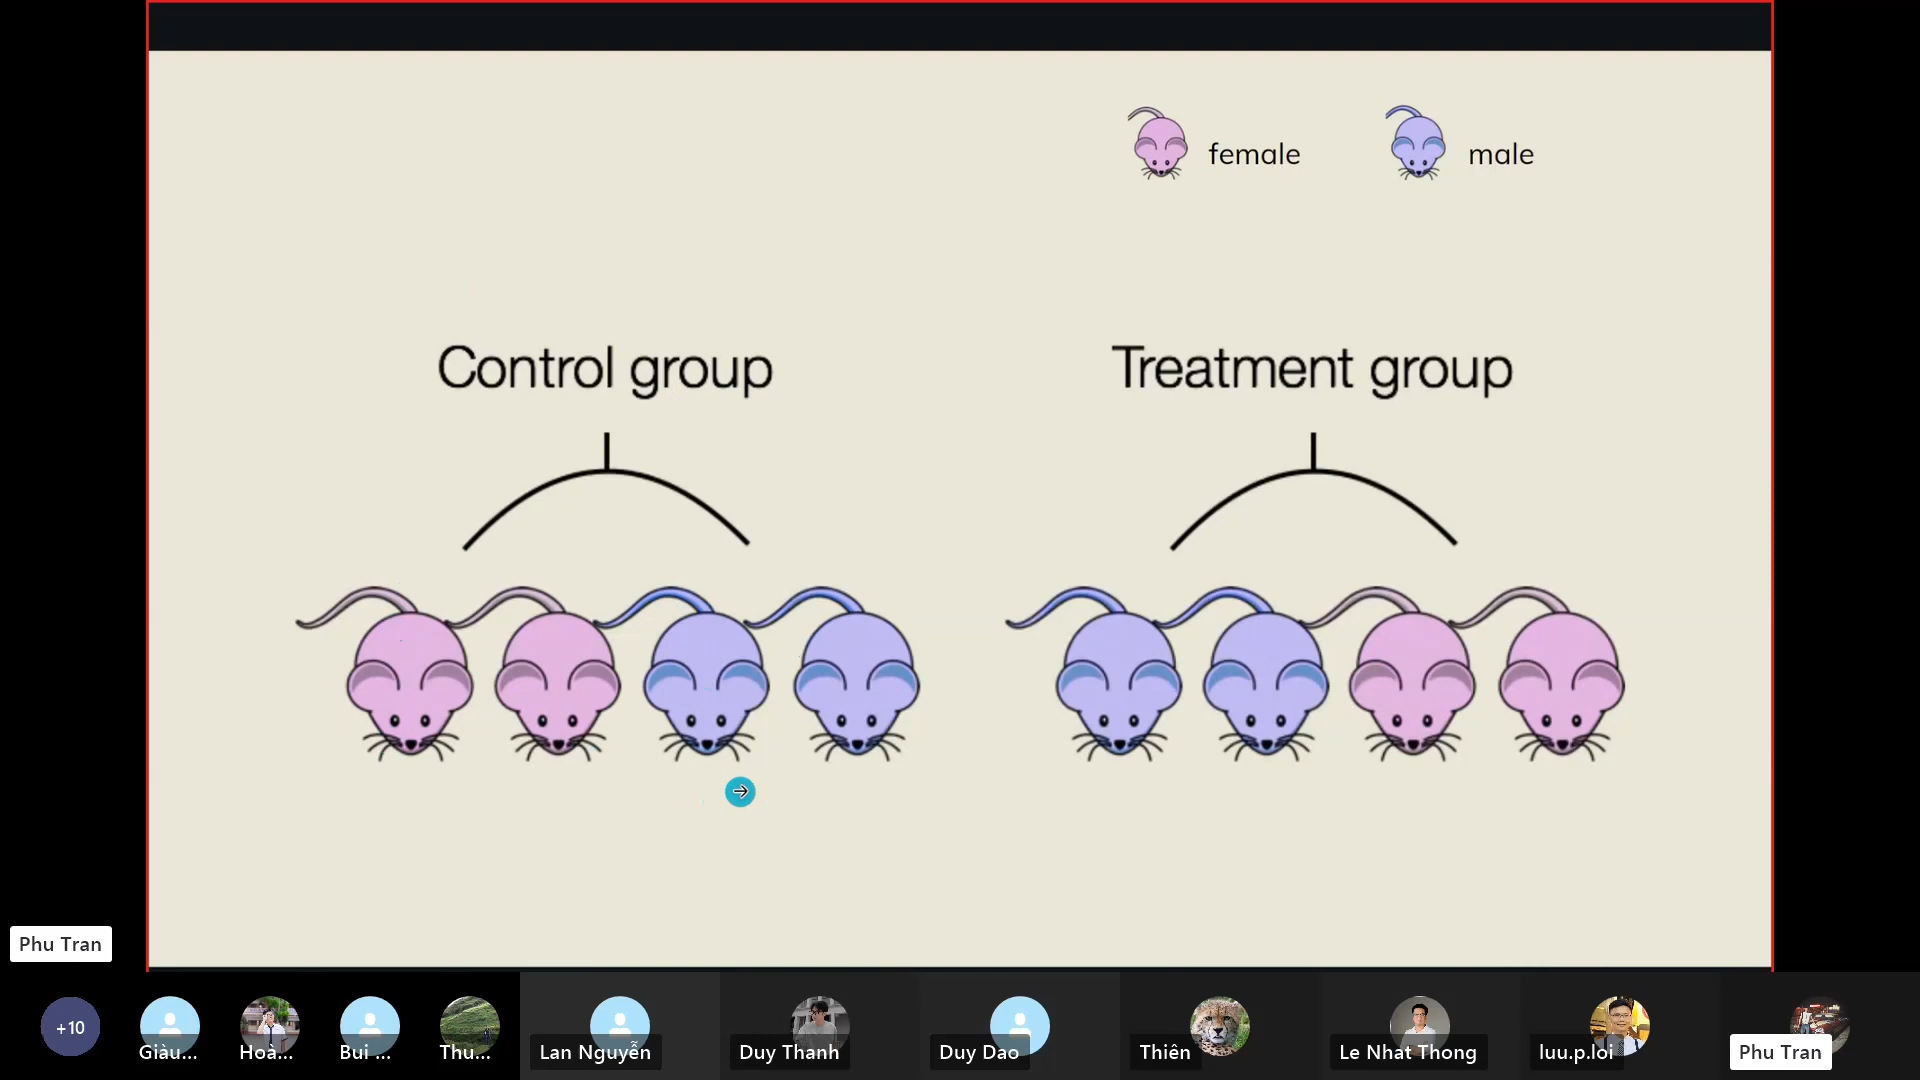 female
male
Control group
Treatment group
Phu Tran
+10
Giàu...
Hoà...
Bui ...
Thu...
Lan Nguyễn
Duy Thanh
Duy Dao
Thiên
Le Nhat Thong
luu.p.loi
Phu Tran